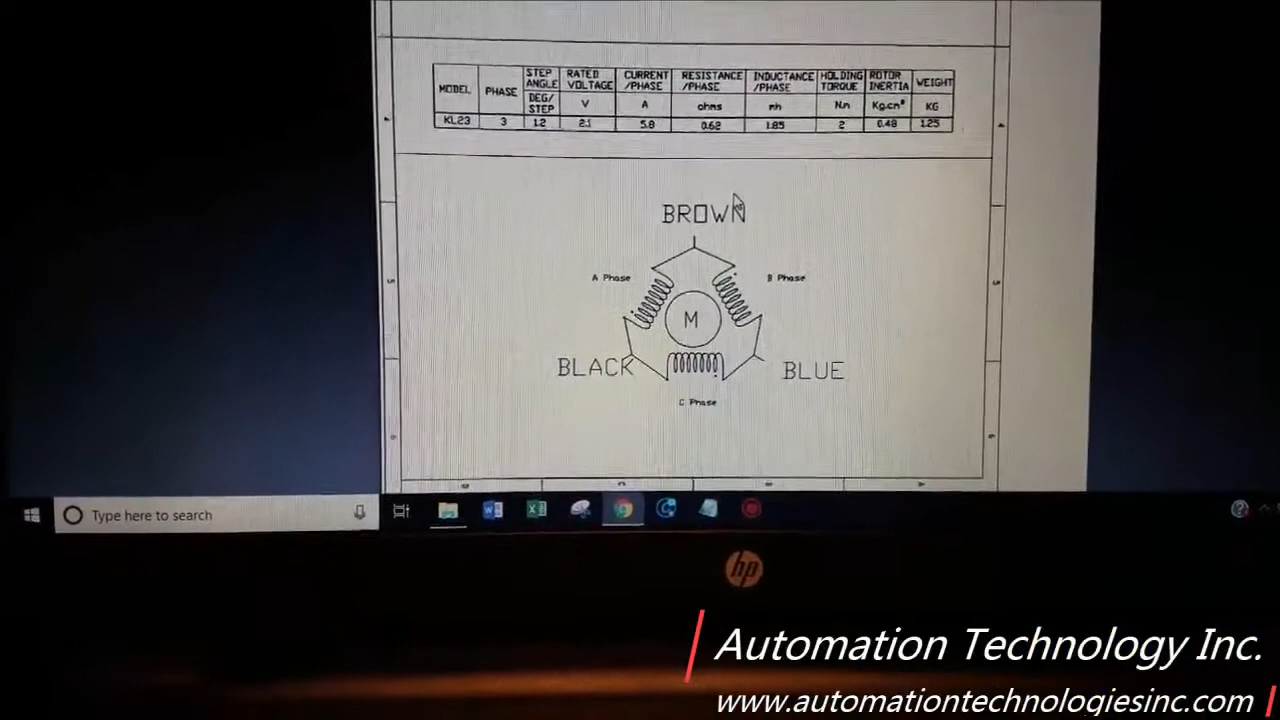 MODEL PHASE STEP ANGLE RATED VOLTAGE CURRENT /PHASE RESISTANCE /PHASE INDUCTANCE /PHASE HOLDING TORQUE ROTOR INERTIA WEIGHT
DEG/ STEP V A ohms mh N.m Kg.cm² KG
KL23 3 1.2 2.1 5.8 0.62 1.85 2 0.48 1.25
BROWN
A Phase B Phase
M
BLACK BLUE
C Phase
Type here to search
hp
Automation Technology Inc.
www.automationtechnologiesinc.com